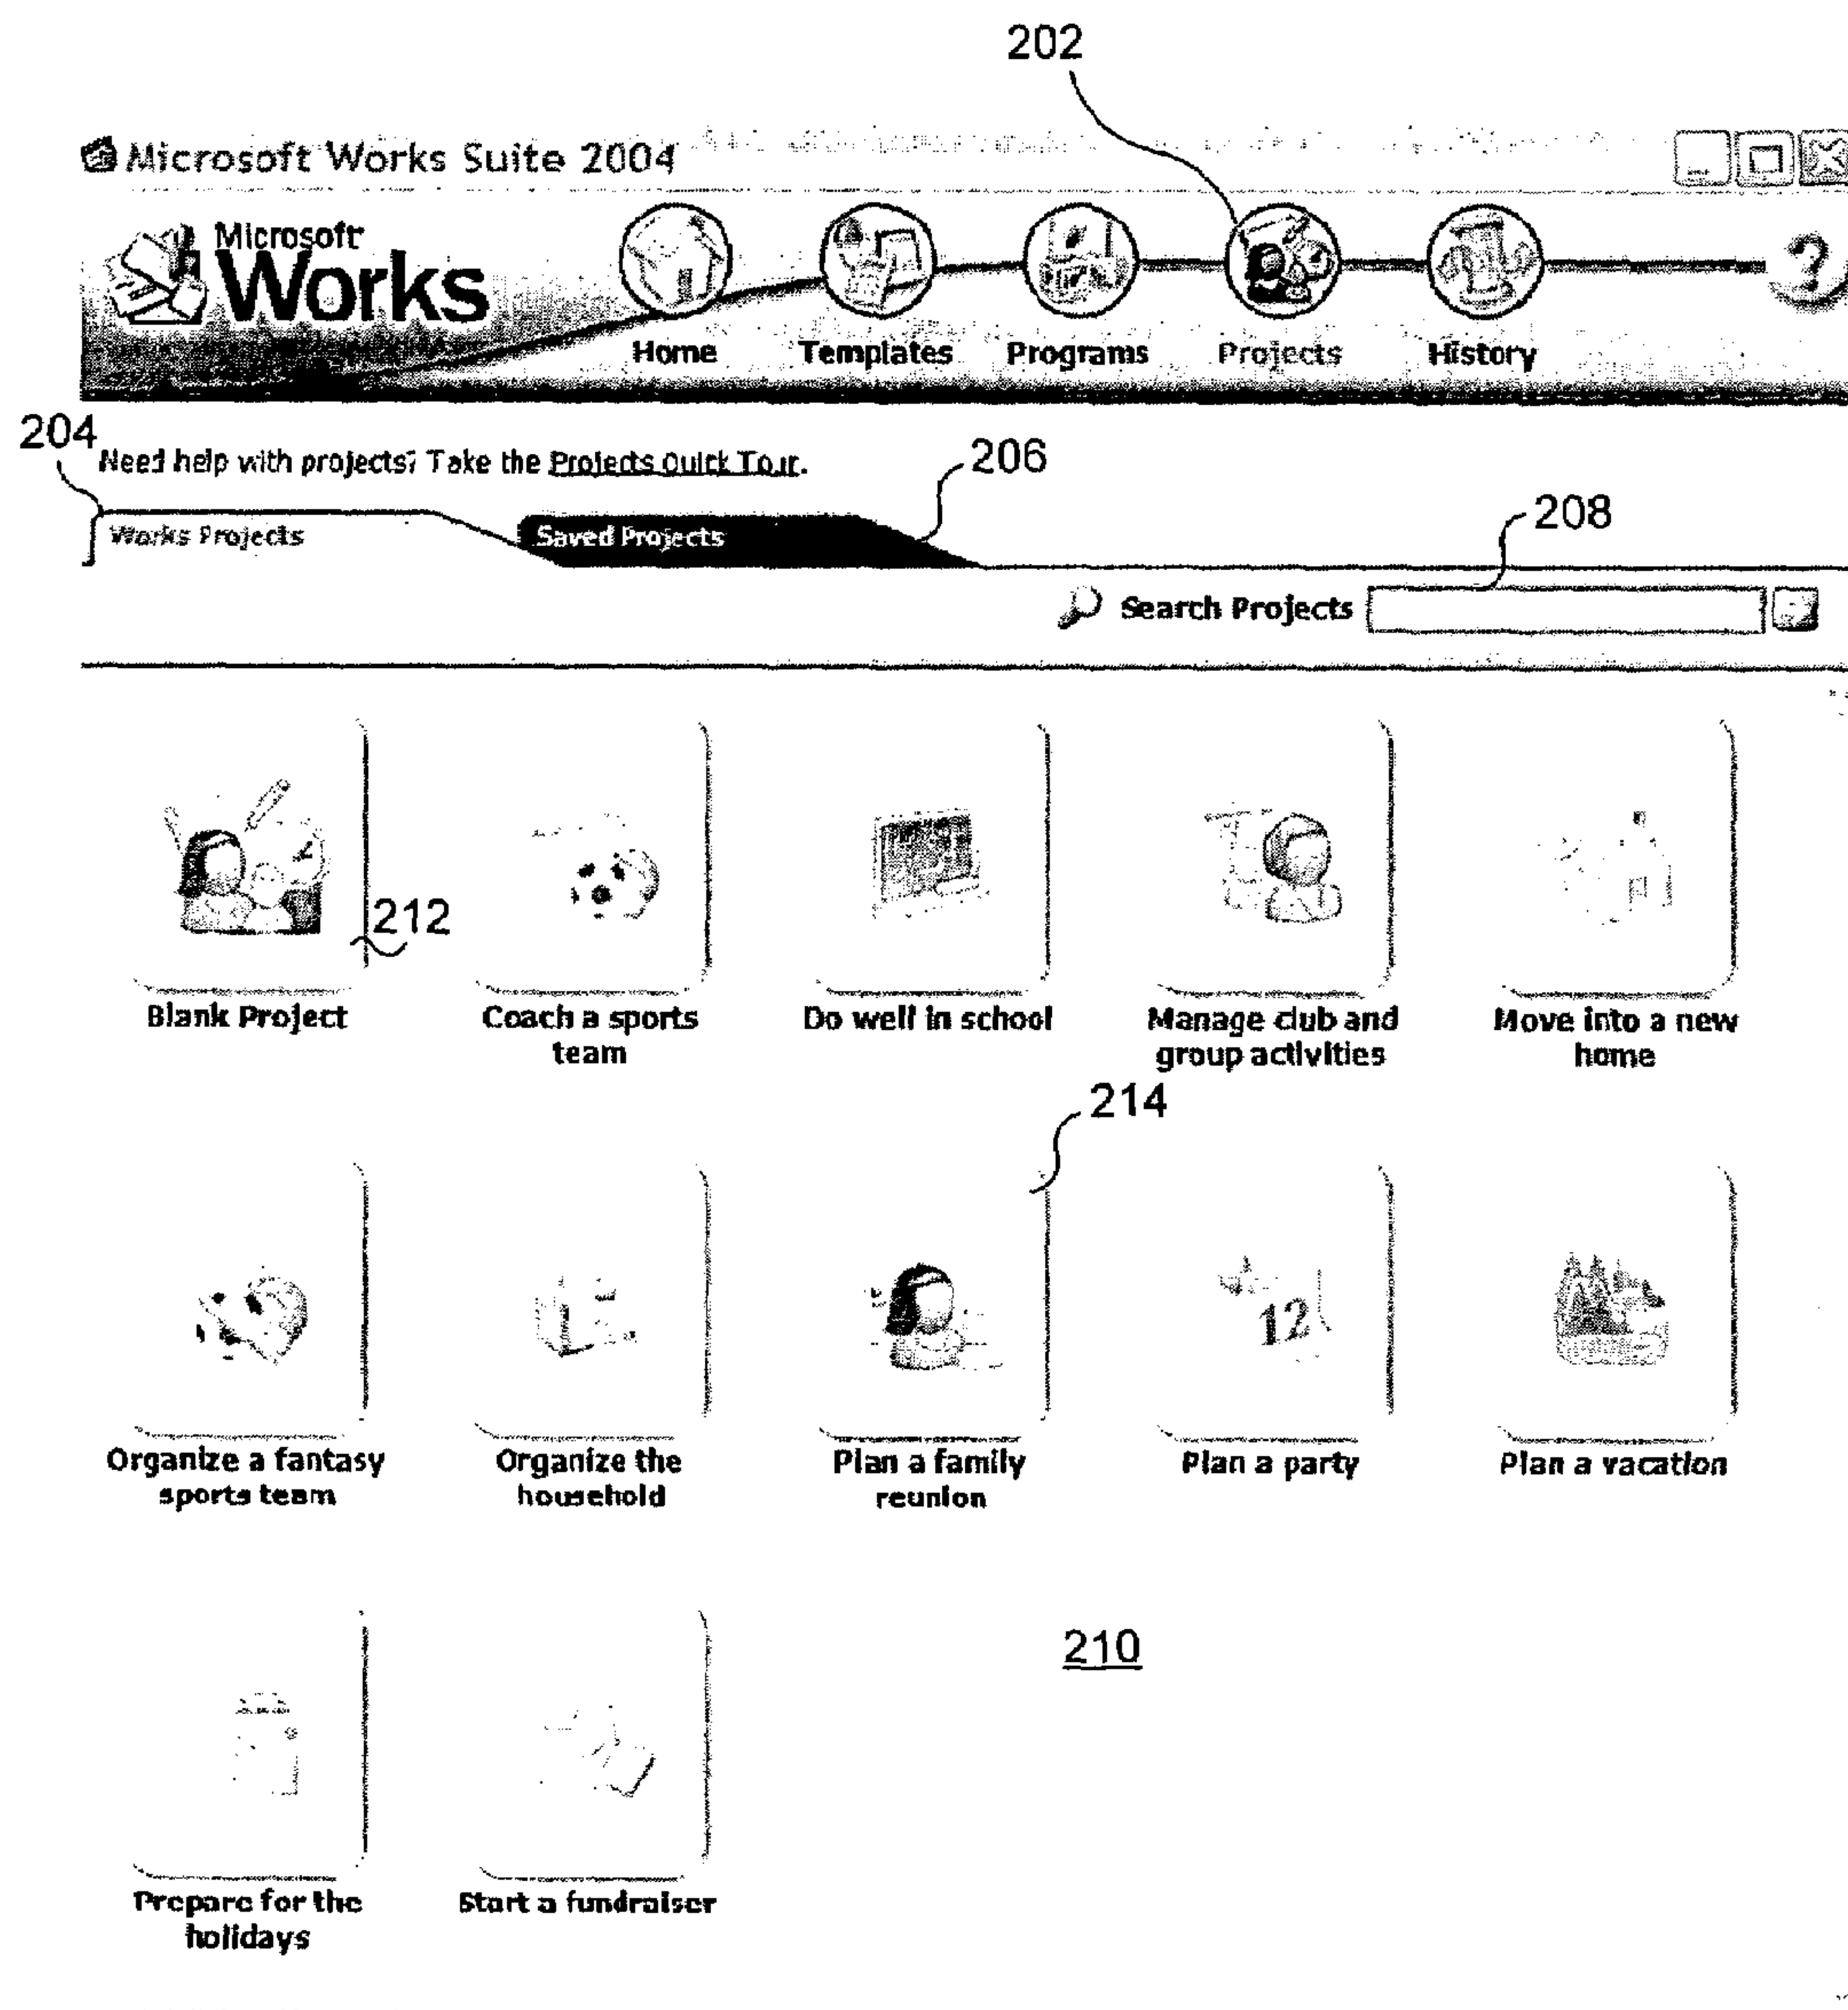 202
Microsoft Works Suite 2004
Microsoft
Works
Home Templates Programs Projects History ?
204
Need help with projects? Take the Projects Quick Tour.
206
208
Works Projects Saved Projects
Search Projects
212
Blank Project Coach a sports team Do well in school Manage club and group activities Move into a new home
214
12
Organize a fantasy sports team Organize the household Plan a family reunion Plan a party Plan a vacation
210
Prepare for the holidays Start a fundraiser